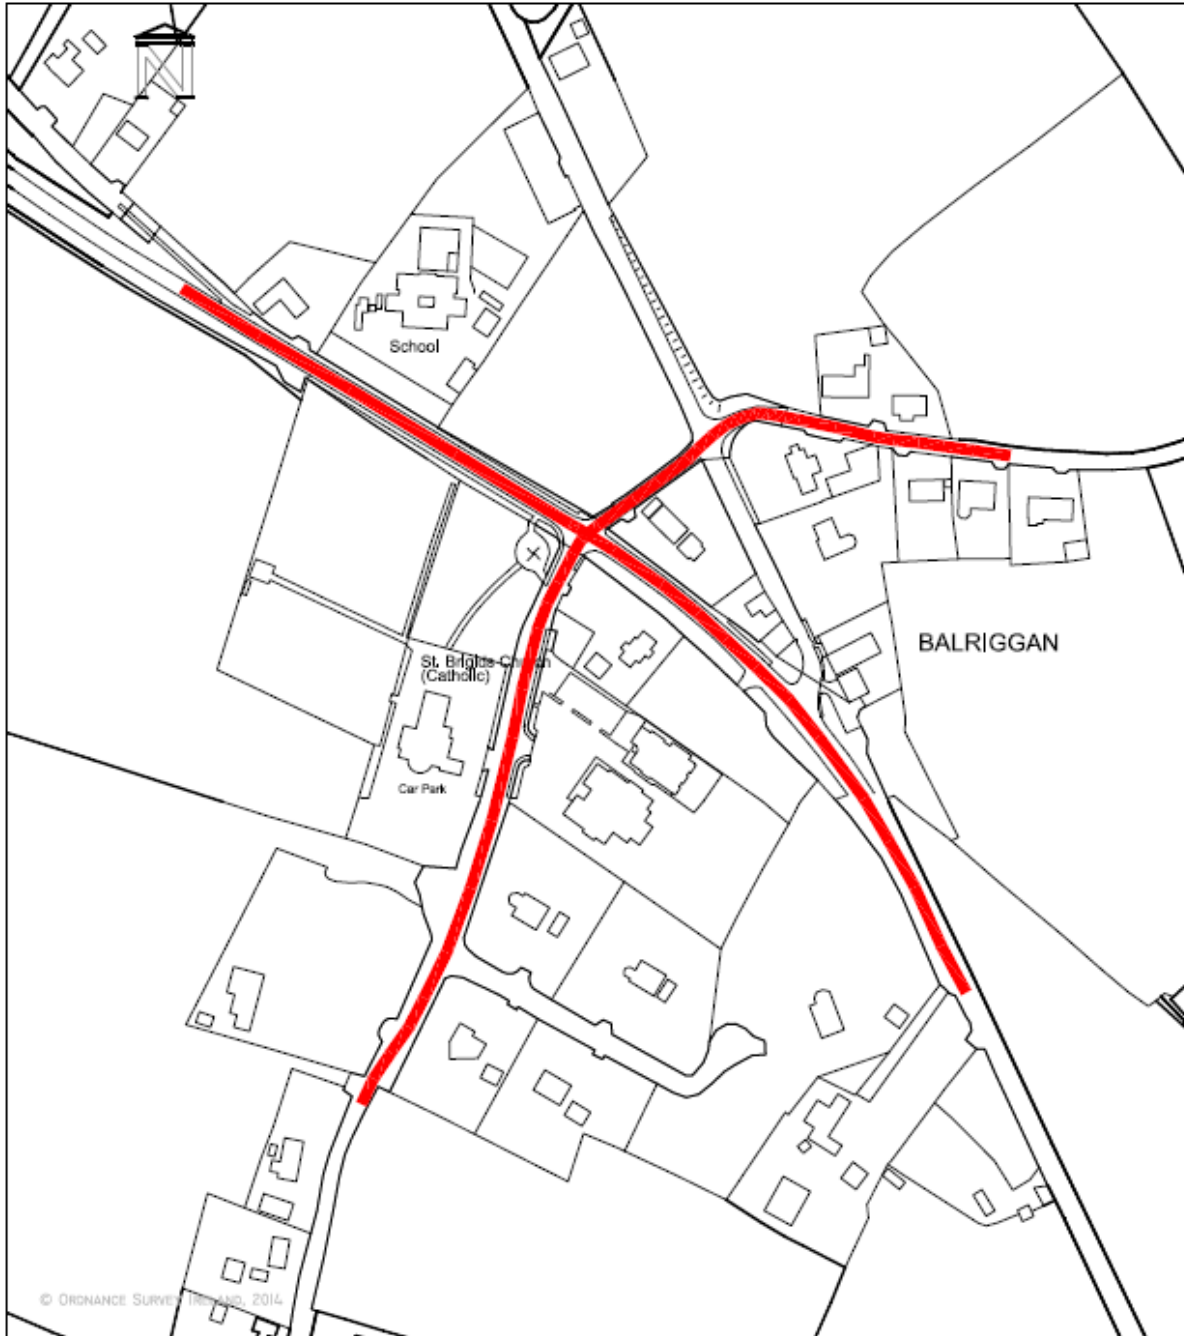 School
BALRIGGAN
St. Brigids Church
(Catholic)
Car Park
© ORDNANCE SURVEY IRELAND, 2014